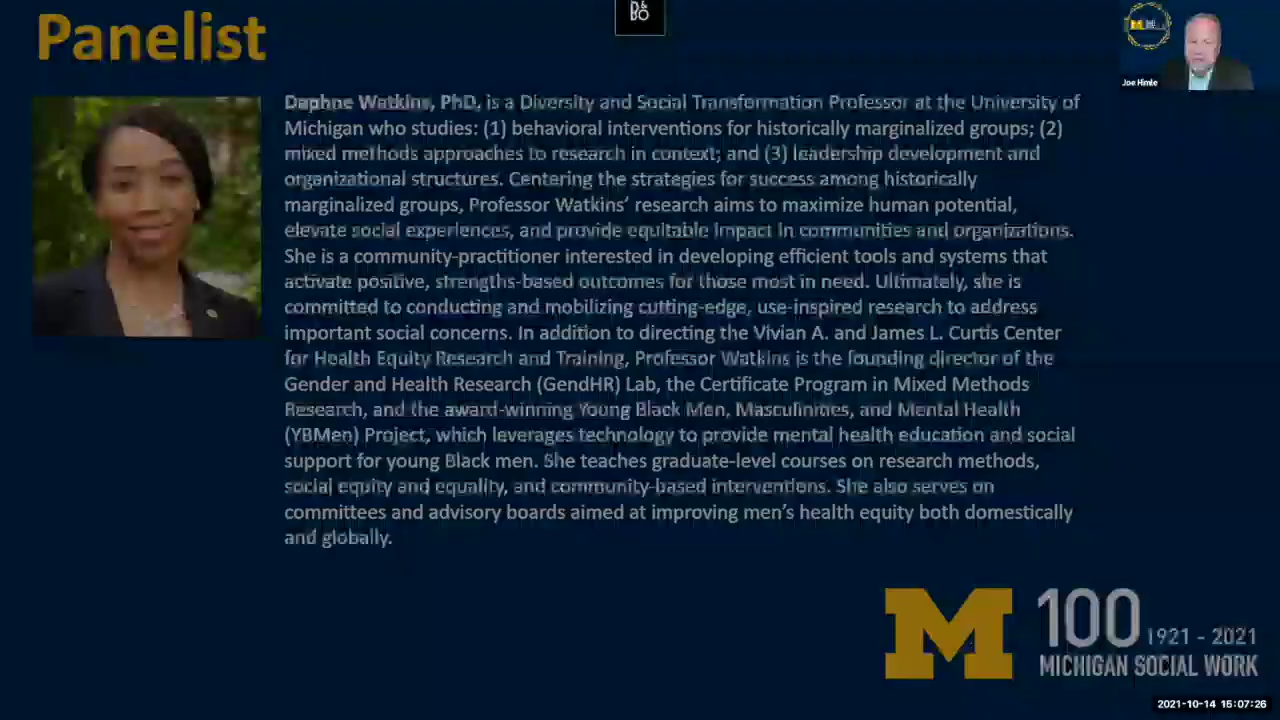 Panelist
D&
BO
Joe Himle
Daphne Watkins, PhD, is a Diversity and Social Transformation Professor at the University of
Michigan who studies: (1) behavioral interventions for historically marginalized groups; (2)
mixed methods approaches to research in context; and (3) leadership development and
organizational structures. Centering the strategies for success among historically
marginalized groups, Professor Watkins’ research aims to maximize human potential,
elevate social experiences, and provide equitable impact in communities and organizations.
She is a community-practitioner interested in developing efficient tools and systems that
activate positive, strengths-based outcomes for those most in need. Ultimately, she is
committed to conducting and mobilizing cutting-edge, use-inspired research to address
important social concerns. In addition to directing the Vivian A. and James L. Curtis Center
for Health Equity Research and Training, Professor Watkins is the founding director of the
Gender and Health Research (GendHR) Lab, the Certificate Program in Mixed Methods
Research, and the award-winning Young Black Men, Masculinities, and Mental Health
(YBMen) Project, which leverages technology to provide mental health education and social
support for young Black men. She teaches graduate-level courses on research methods,
social equity and equality, and community-based interventions. She also serves on
committees and advisory boards aimed at improving men’s health equity both domestically
and globally.
M 100 1921 - 2021
MICHIGAN SOCIAL WORK
2021-10-14 15:07:26